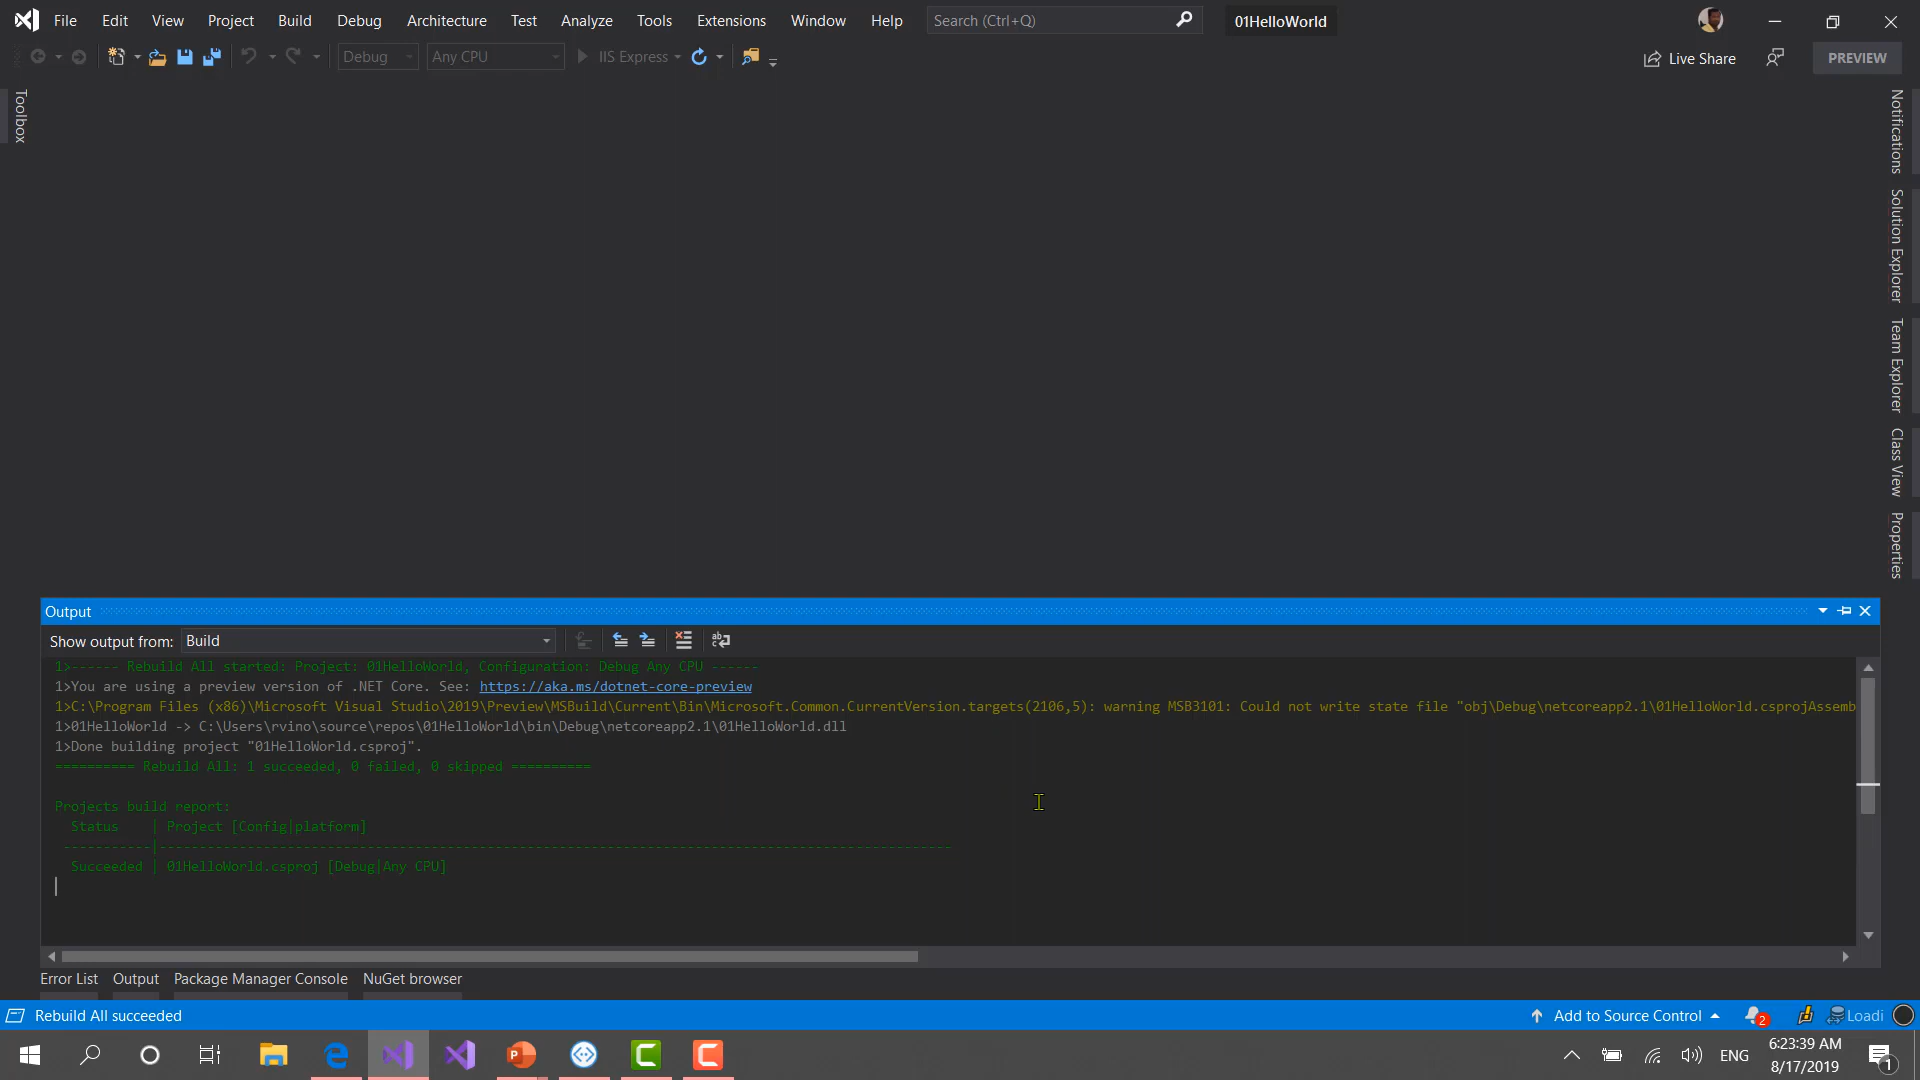 File Edit View Project Build Debug Architecture Test Analyze Tools Extensions Window Help Search (Ctrl+Q) 01HelloWorld
Debug Any CPU IIS Express Live Share PREVIEW
Toolbox
Notifications
Solution Explorer
Team Explorer
Class View
Properties
Output
Show output from: Build
1>------ Rebuild All started: Project: 01HelloWorld, Configuration: Debug Any CPU ------
1>You are using a preview version of .NET Core. See: https://aka.ms/dotnet-core-preview
1>C:\Program Files (x86)\Microsoft Visual Studio\2019\Preview\MSBuild\Current\Bin\Microsoft.Common.CurrentVersion.targets(2106,5): warning MSB3101: Could not write state file "obj\Debug\netcoreapp2.1\01HelloWorld.csprojAssemb
1>01HelloWorld -> C:\Users\rvino\source\repos\01HelloWorld\bin\Debug\netcoreapp2.1\01HelloWorld.dll
1>Done building project "01HelloWorld.csproj".
========== Rebuild All: 1 succeeded, 0 failed, 0 skipped ==========
Projects build report:
Status | Project [Config|platform]
-----------|---------------------------------------------------------------------------------------------------
Succeeded | 01HelloWorld.csproj [Debug|Any CPU]
Error List Output Package Manager Console NuGet browser
Rebuild All succeeded Add to Source Control 2 Loadi
ENG 6:23:39 AM
8/17/2019 1